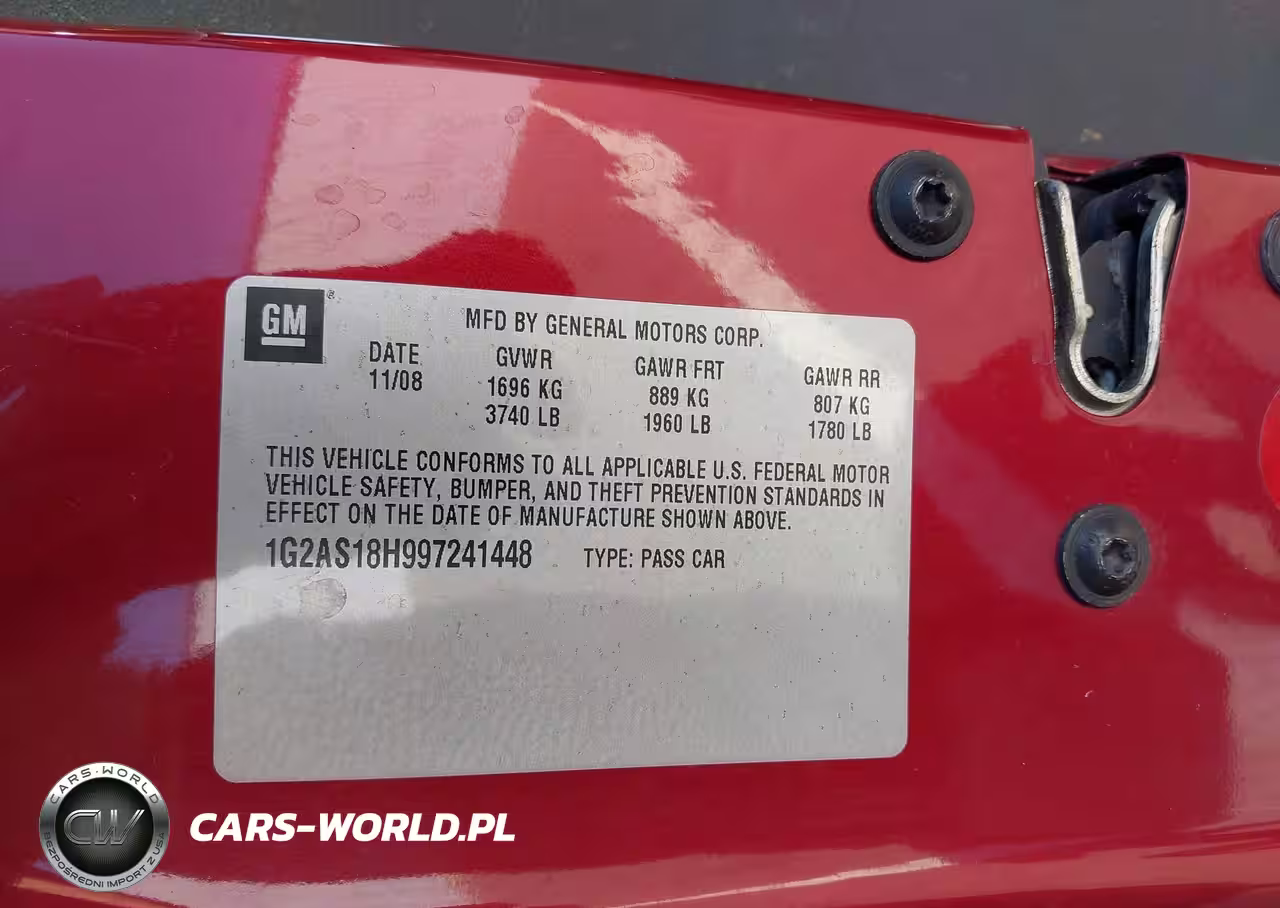 GM
MFD BY GENERAL MOTORS CORP.
DATE GVWR GAWR FRT GAWR RR
11/08 1696 KG 889 KG 807 KG
3740 LB 1960 LB 1780 LB
THIS VEHICLE CONFORMS TO ALL APPLICABLE U.S. FEDERAL MOTOR
VEHICLE SAFETY, BUMPER, AND THEFT PREVENTION STANDARDS IN
EFFECT ON THE DATE OF MANUFACTURE SHOWN ABOVE.
1G2AS18H997241448 TYPE: PASS CAR
CARS-WORLD
CW
BEZPOŚREDNI IMPORT Z USA
CARS-WORLD.PL